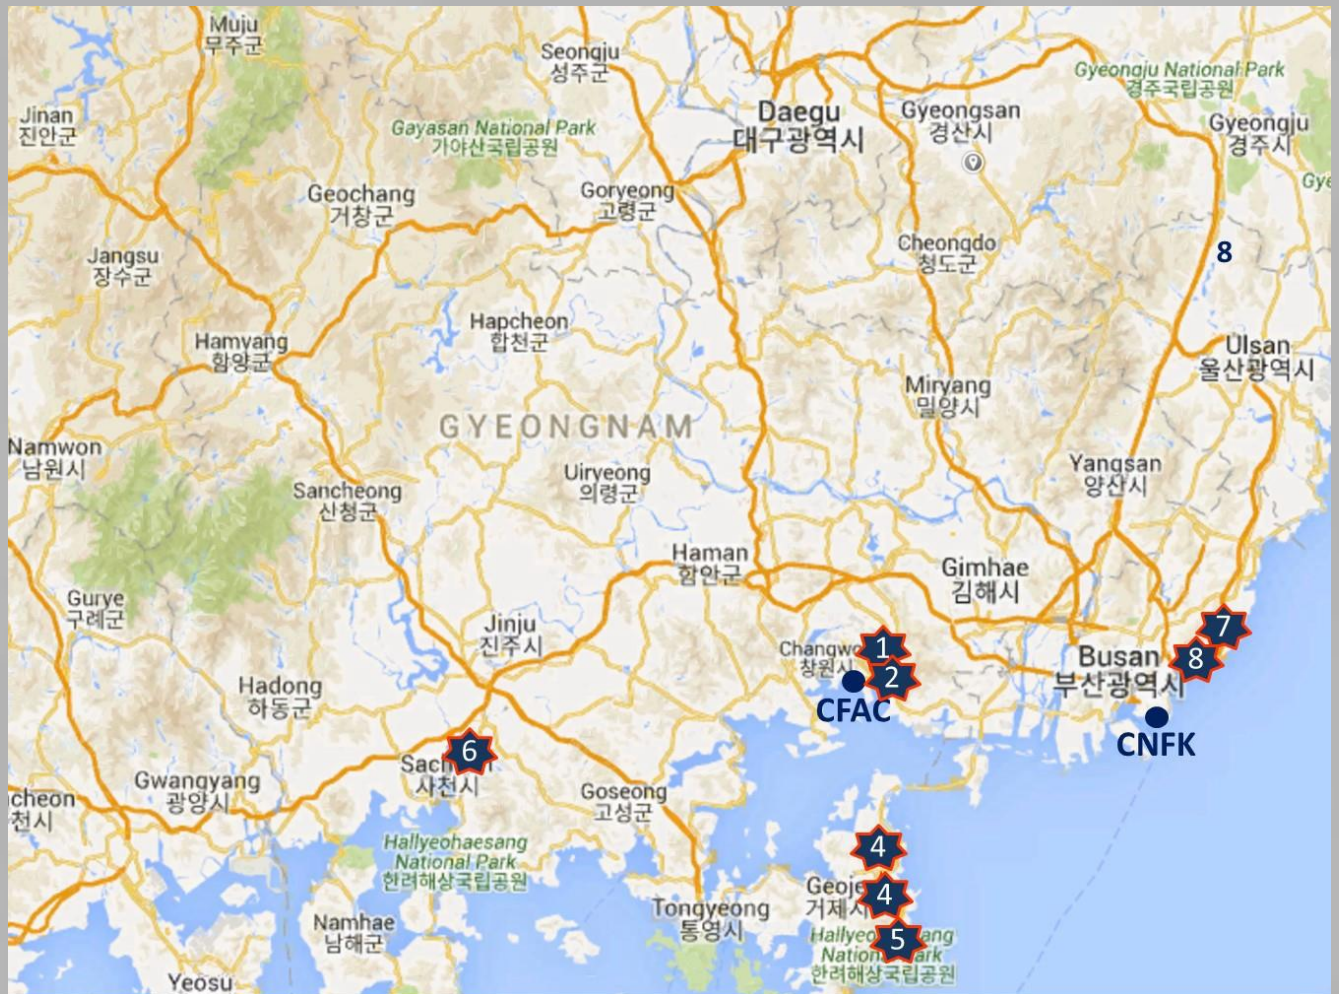 Muju
무주군
Seongju
성주군
Gyeongju National Park
경주국립공원
Jinan
진안군
Daegu
대구광역시
Gyeongsan
경산시
Gyeongju
경주시
Gayasan National Park
가야산국립공원
Gye
Geochang
거창군
Goryeong
고령군
Jangsu
장수군
Cheongdo
청도군
8
Hapcheon
합천군
Hamyang
함양군
Ulsan
울산광역시
Miryang
밀양시
GYEONGNAM
Namwon
남원시
Uiryeong
의령군
Yangsan
양산시
Sancheong
산청군
Haman
함안군
Gimhae
김해시
Gurye
구례군
Jinju
진주시
7
Changwo
창원시
1
2
Busan
부산광역시
8
Hadong
하동군
CFAC
CNFK
6
사천시
Gwangyang
광양시
Goseong
고성군
cheon
천시
Hallyeohaesang
National Park
한려해상국립공원
4
Geoje
거제시
4
Tongyeong
통영시
Namhae
남해군
5
한려해상국립공원
Yeosu